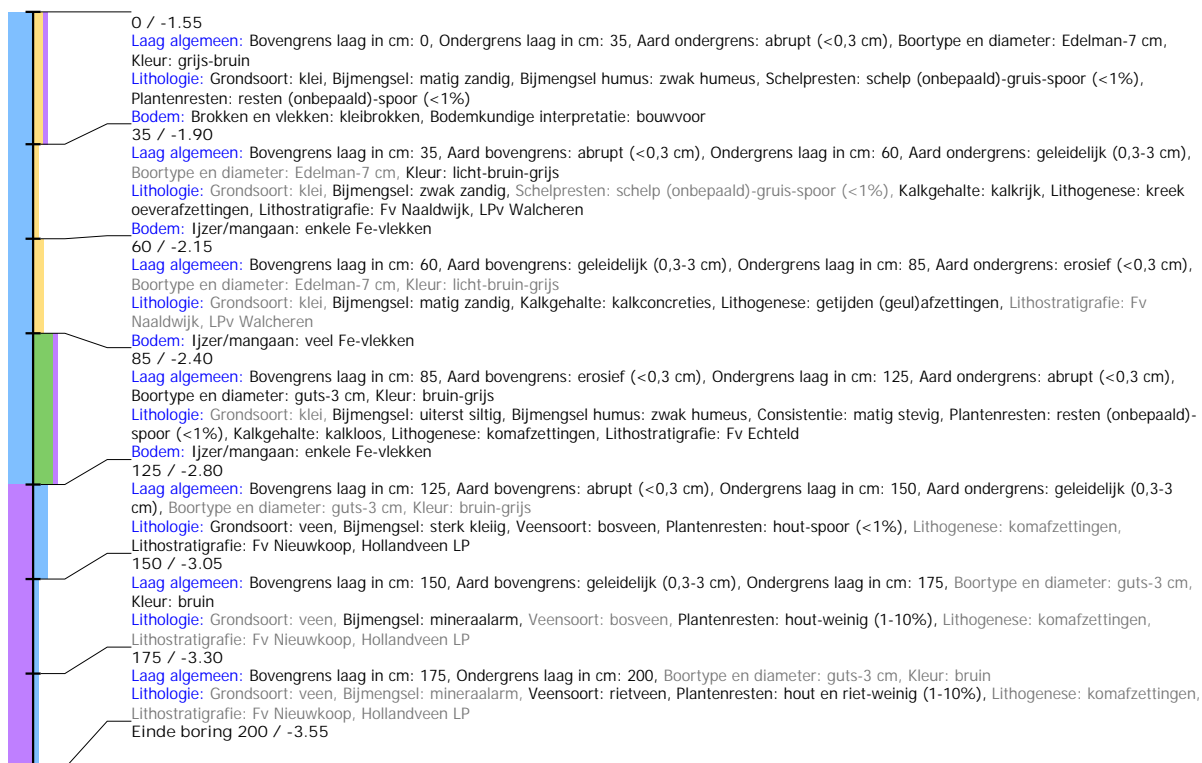 0 / -1.55
Laag algemeen: Bovengrens laag in cm: 0, Ondergrens laag in cm: 35, Aard ondergrens: abrupt (<0,3 cm), Boortype en diameter: Edelman-7 cm,
Kleur: grijs-bruin
Lithologie: Grondsoort: klei, Bijmengsel: matig zandig, Bijmengsel humus: zwak humeus, Schelpresten: schelp (onbepaald)-gruis-spoor (<1%),
Plantenresten: resten (onbepaald)-spoor (<1%)
Bodem: Brokken en vlekken: kleibrokken, Bodemkundige interpretatie: bouwvoor
35 / -1.90
Laag algemeen: Bovengrens laag in cm: 35, Aard bovengrens: abrupt (<0,3 cm), Ondergrens laag in cm: 60, Aard ondergrens: geleidelijk (0,3-3 cm),
Boortype en diameter: Edelman-7 cm, Kleur: licht-bruin-grijs
Lithologie: Grondsoort: klei, Bijmengsel: zwak zandig, Schelpresten: schelp (onbepaald)-gruis-spoor (<1%), Kalkgehalte: kalkrijk, Lithogenese: kreek
oeverafzettingen, Lithostratigrafie: Fv Naaldwijk, LPv Walcheren
Bodem: Ijzer/mangaan: enkele Fe-vlekken
60 / -2.15
Laag algemeen: Bovengrens laag in cm: 60, Aard bovengrens: geleidelijk (0,3-3 cm), Ondergrens laag in cm: 85, Aard ondergrens: erosief (<0,3 cm),
Boortype en diameter: Edelman-7 cm, Kleur: licht-bruin-grijs
Lithologie: Grondsoort: klei, Bijmengsel: matig zandig, Kalkgehalte: kalkconcreties, Lithogenese: getijden (geul)afzettingen, Lithostratigrafie: Fv
Naaldwijk, LPv Walcheren
Bodem: Ijzer/mangaan: veel Fe-vlekken
85 / -2.40
Laag algemeen: Bovengrens laag in cm: 85, Aard bovengrens: erosief (<0,3 cm), Ondergrens laag in cm: 125, Aard ondergrens: abrupt (<0,3 cm),
Boortype en diameter: guts-3 cm, Kleur: bruin-grijs
Lithologie: Grondsoort: klei, Bijmengsel: uiterst siltig, Bijmengsel humus: zwak humeus, Consistentie: matig stevig, Plantenresten: resten (onbepaald)-
spoor (<1%), Kalkgehalte: kalkloos, Lithogenese: komafzettingen, Lithostratigrafie: Fv Echteld
Bodem: Ijzer/mangaan: enkele Fe-vlekken
125 / -2.80
Laag algemeen: Bovengrens laag in cm: 125, Aard bovengrens: abrupt (<0,3 cm), Ondergrens laag in cm: 150, Aard ondergrens: geleidelijk (0,3-3
cm), Boortype en diameter: guts-3 cm, Kleur: bruin-grijs
Lithologie: Grondsoort: veen, Bijmengsel: sterk kleiig, Veensoort: bosveen, Plantenresten: hout-spoor (<1%), Lithogenese: komafzettingen,
Lithostratigrafie: Fv Nieuwkoop, Hollandveen LP
150 / -3.05
Laag algemeen: Bovengrens laag in cm: 150, Aard bovengrens: geleidelijk (0,3-3 cm), Ondergrens laag in cm: 175, Boortype en diameter: guts-3 cm,
Kleur: bruin
Lithologie: Grondsoort: veen, Bijmengsel: mineraalarm, Veensoort: bosveen, Plantenresten: hout-weinig (1-10%), Lithogenese: komafzettingen,
Lithostratigrafie: Fv Nieuwkoop, Hollandveen LP
175 / -3.30
Laag algemeen: Bovengrens laag in cm: 175, Ondergrens laag in cm: 200, Boortype en diameter: guts-3 cm, Kleur: bruin
Lithologie: Grondsoort: veen, Bijmengsel: mineraalarm, Veensoort: rietveen, Plantenresten: hout en riet-weinig (1-10%), Lithogenese: komafzettingen,
Lithostratigrafie: Fv Nieuwkoop, Hollandveen LP
Einde boring 200 / -3.55